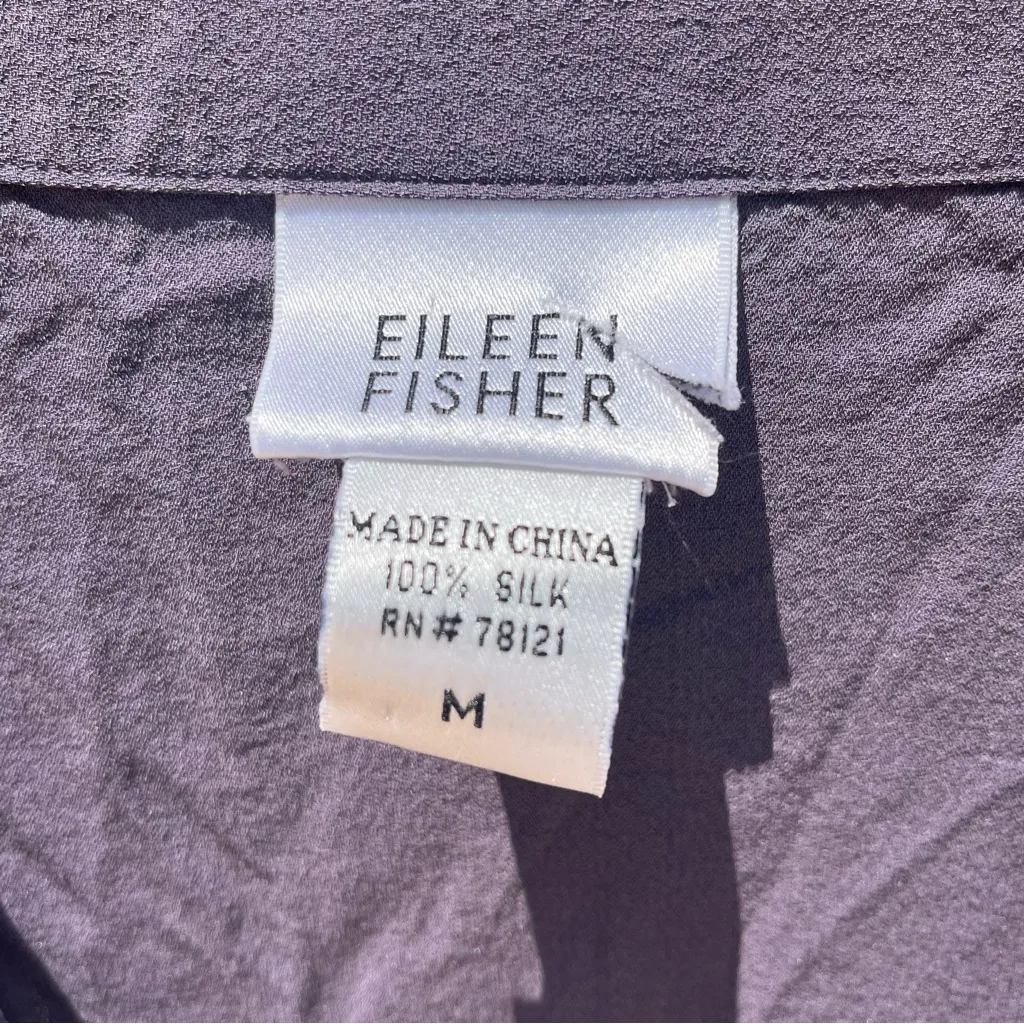 EILEEN
FISHER
MADE IN CHINA
100% SILK
RN# 78121
M